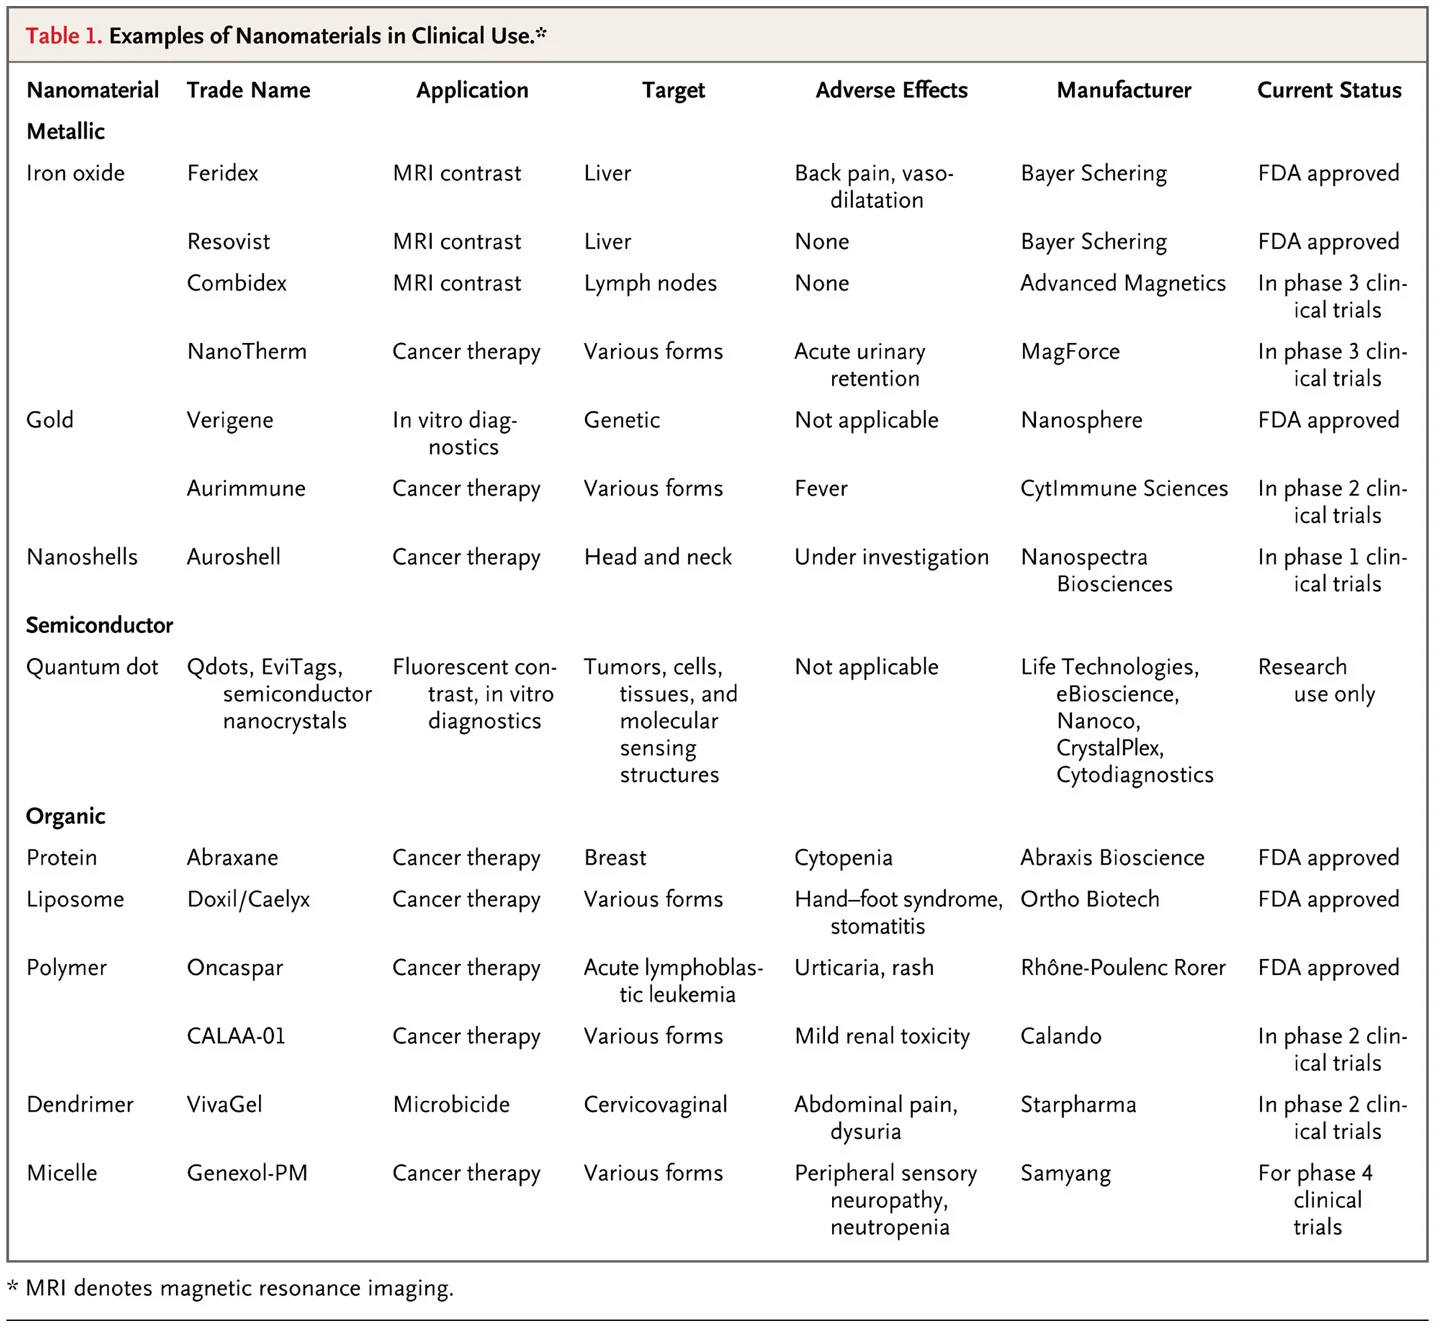 Table 1. Examples of Nanomaterials in Clinical Use.*
Nanomaterial Trade Name Application Target Adverse Effects Manufacturer Current Status
Metallic
Iron oxide Feridex MRI contrast Liver Back pain, vaso- Bayer Schering FDA approved
dilatation
Resovist MRI contrast Liver None Bayer Schering FDA approved
Combidex MRI contrast Lymph nodes None Advanced Magnetics In phase 3 clin-
ical trials
NanoTherm Cancer therapy Various forms Acute urinary MagForce In phase 3 clin-
retention ical trials
Gold Verigene In vitro diag- Genetic Not applicable Nanosphere FDA approved
nostics
Aurimmune Cancer therapy Various forms Fever CytImmune Sciences In phase 2 clin-
ical trials
Nanoshells Auroshell Cancer therapy Head and neck Under investigation Nanospectra In phase 1 clin-
Biosciences ical trials
Semiconductor
Quantum dot Qdots, EviTags, Fluorescent con- Tumors, cells, Not applicable Life Technologies, Research
semiconductor trast, in vitro tissues, and eBioscience, use only
nanocrystals diagnostics molecular Nanoco,
sensing CrystalPlex,
structures Cytodiagnostics
Organic
Protein Abraxane Cancer therapy Breast Cytopenia Abraxis Bioscience FDA approved
Liposome Doxil/Caelyx Cancer therapy Various forms Hand–foot syndrome, Ortho Biotech FDA approved
stomatitis
Polymer Oncaspar Cancer therapy Acute lymphoblas- Urticaria, rash Rhône-Poulenc Rorer FDA approved
tic leukemia
CALAA-01 Cancer therapy Various forms Mild renal toxicity Calando In phase 2 clin-
ical trials
Dendrimer VivaGel Microbicide Cervicovaginal Abdominal pain, Starpharma In phase 2 clin-
dysuria ical trials
Micelle Genexol-PM Cancer therapy Various forms Peripheral sensory Samyang For phase 4
neuropathy, clinical
neutropenia trials
* MRI denotes magnetic resonance imaging.